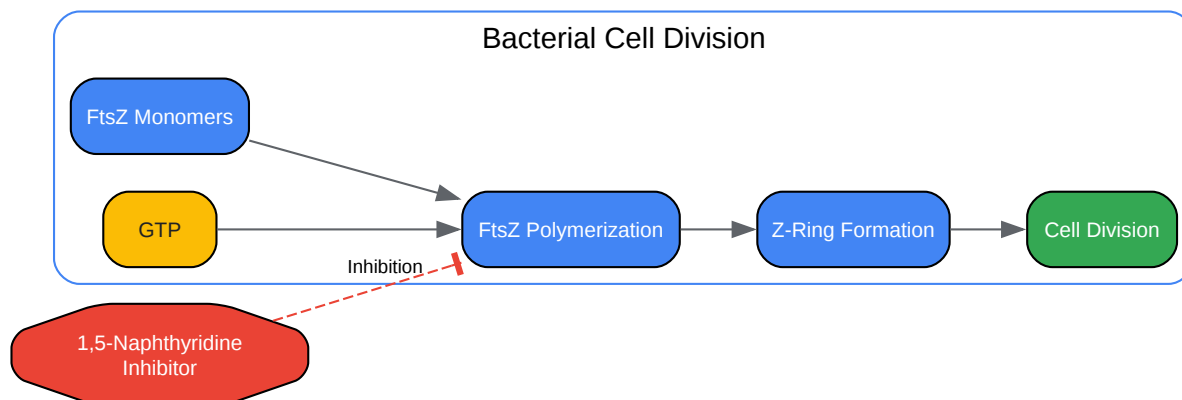 Bacterial Cell Division
FtsZ Monomers
GTP
FtsZ Polymerization
Z-Ring Formation
Cell Division
Inhibition
1,5-Naphthyridine
Inhibitor